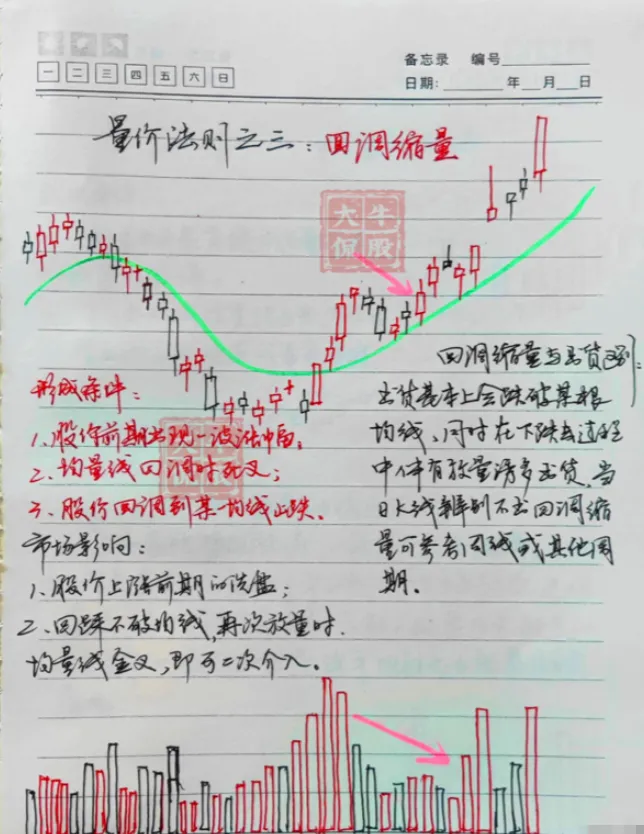 备忘录 编号
一 二 三 四 五 六 日
日期: 年 月 日
量价法则之三：回调缩量
大牛
侃股
回调缩量与出货区别：
出货基本上会跌破某根
均线，同时在下跌去过程
中伴有放量诱多出货，当
日K线辨别不出回调缩
量可参考周线或其他周
期．
形成条件：
1、股价前期出现一波涨中幅；
2、均量线回调时死叉；
3、股价回调到某均线止跌．
市场影响：
1、股价上涨前期的洗盘；
2、回踩不破均线，再次放量时．
均量线金叉，即可二次介入。